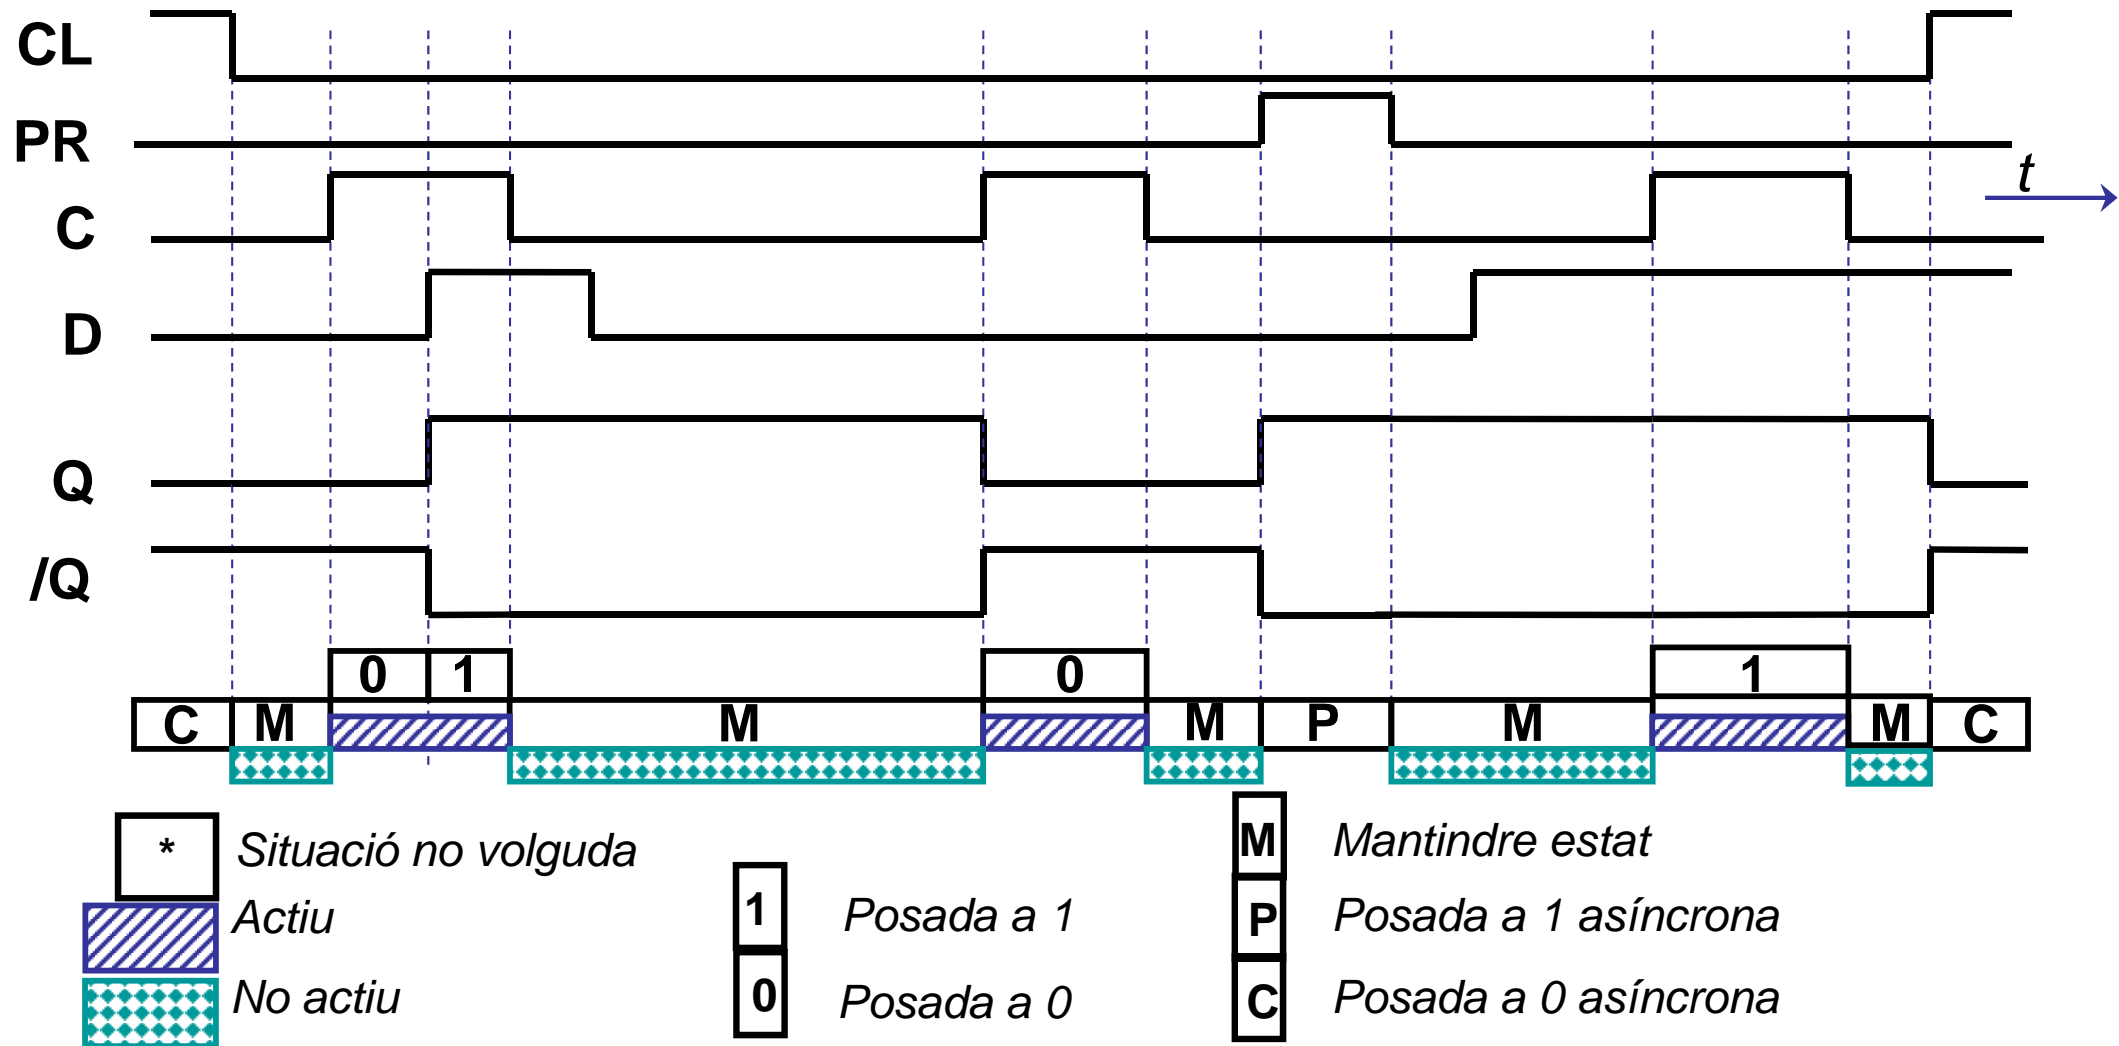 CL
PR
t
C
D
Q
/Q
0 1 0 1
C M M M P M M C
* Situació no volguda
M Mantindre estat
Actiu
1 Posada a 1
P Posada a 1 asíncrona
No actiu
0 Posada a 0
C Posada a 0 asíncrona